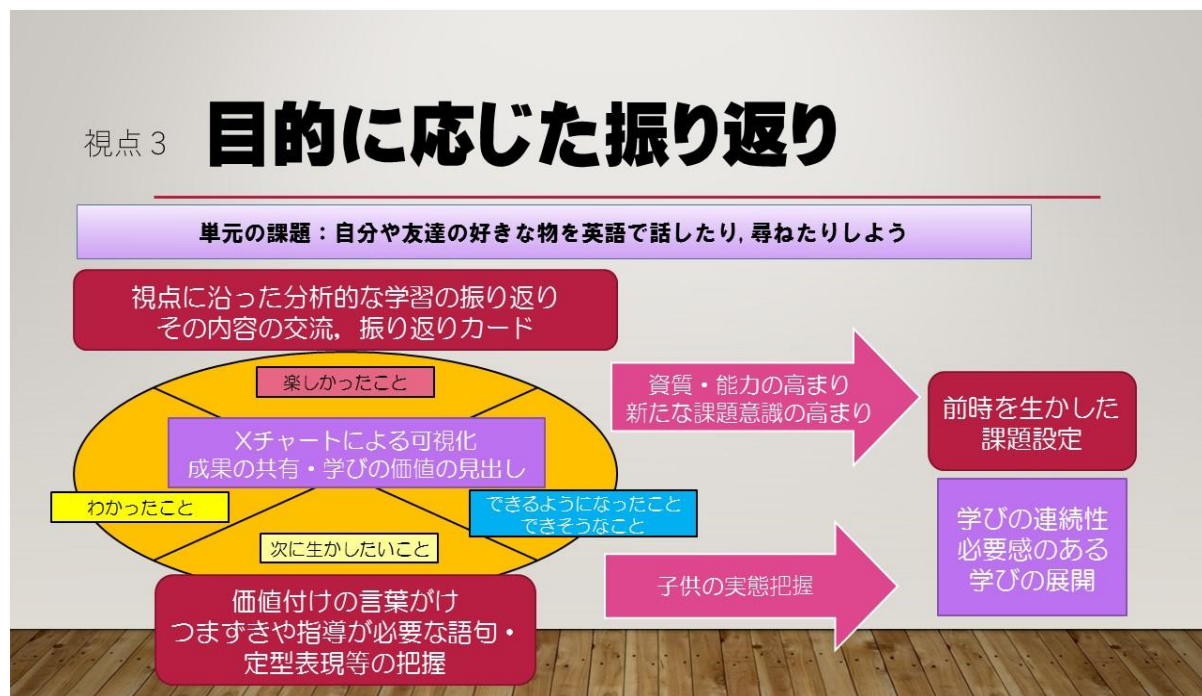 視点3
目的に応じた振り返り
単元の課題：自分や友達の好きな物を英語で話したり,尋ねたりしよう
視点に沿った分析的な学習の振り返り
その内容の交流，振り返りカード
楽しかったこと
Xチャートによる可視化
成果の共有・学びの価値の見出し
わかったこと
できるようになったこと
できそうなこと
次に生かしたいこと
価値付けの言葉がけ
つまずきや指導が必要な語句・
定型表現等の把握
資質・能力の高まり
新たな課題意識の高まり
子供の実態把握
前時を生かした
課題設定
学びの連続性
必要感のある
学びの展開